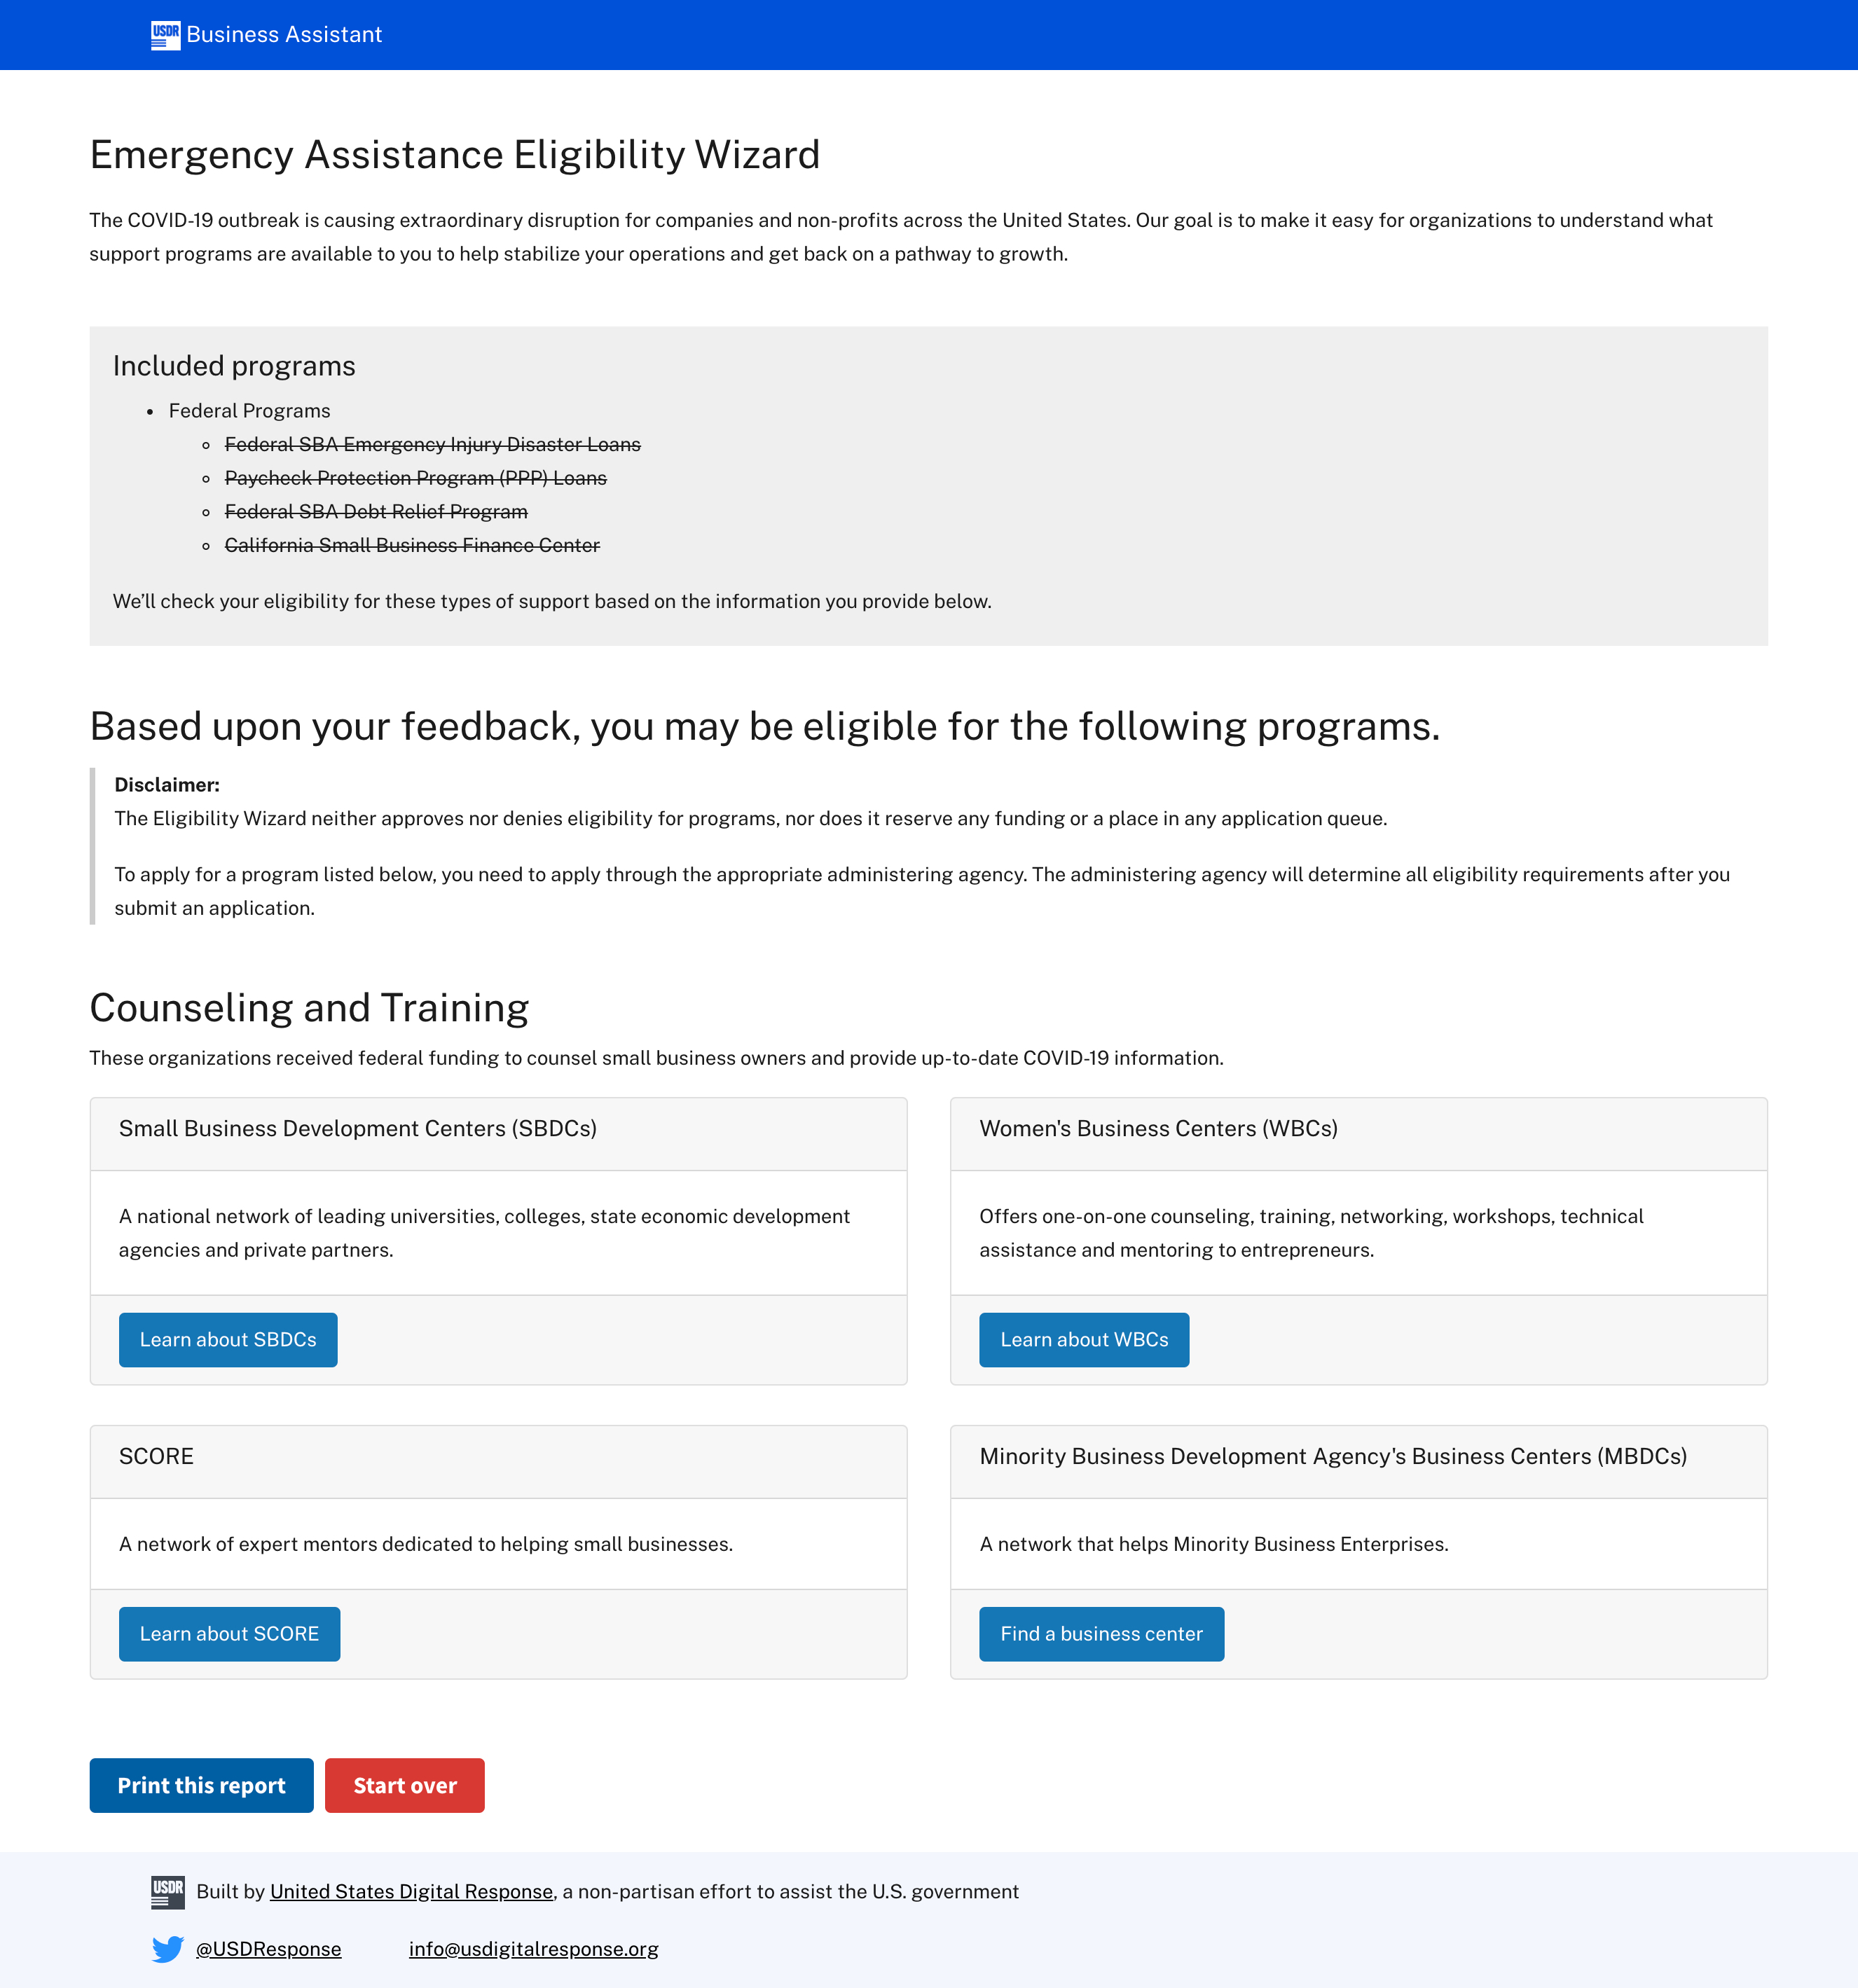 USDR Business Assistant
Emergency Assistance Eligibility Wizard
The COVID-19 outbreak is causing extraordinary disruption for companies and non-profits across the United States. Our goal is to make it easy for organizations to understand what
support programs are available to you to help stabilize your operations and get back on a pathway to growth.
Included programs
Federal Programs
Federal SBA Emergency Injury Disaster Loans
Paycheck Protection Program (PPP) Loans
Federal SBA Debt Relief Program
California Small Business Finance Center
We’ll check your eligibility for these types of support based on the information you provide below.
Based upon your feedback, you may be eligible for the following programs.
Disclaimer:
The Eligibility Wizard neither approves nor denies eligibility for programs, nor does it reserve any funding or a place in any application queue.
To apply for a program listed below, you need to apply through the appropriate administering agency. The administering agency will determine all eligibility requirements after you
submit an application.
Counseling and Training
These organizations received federal funding to counsel small business owners and provide up-to-date COVID-19 information.
Small Business Development Centers (SBDCs)
A national network of leading universities, colleges, state economic development
agencies and private partners.
Learn about SBDCs
Women's Business Centers (WBCs)
Offers one-on-one counseling, training, networking, workshops, technical
assistance and mentoring to entrepreneurs.
Learn about WBCs
SCORE
A network of expert mentors dedicated to helping small businesses.
Learn about SCORE
Minority Business Development Agency's Business Centers (MBDCs)
A network that helps Minority Business Enterprises.
Find a business center
Print this report
Start over
USDR Built by United States Digital Response, a non-partisan effort to assist the U.S. government
@USDResponse info@usdigitalresponse.org